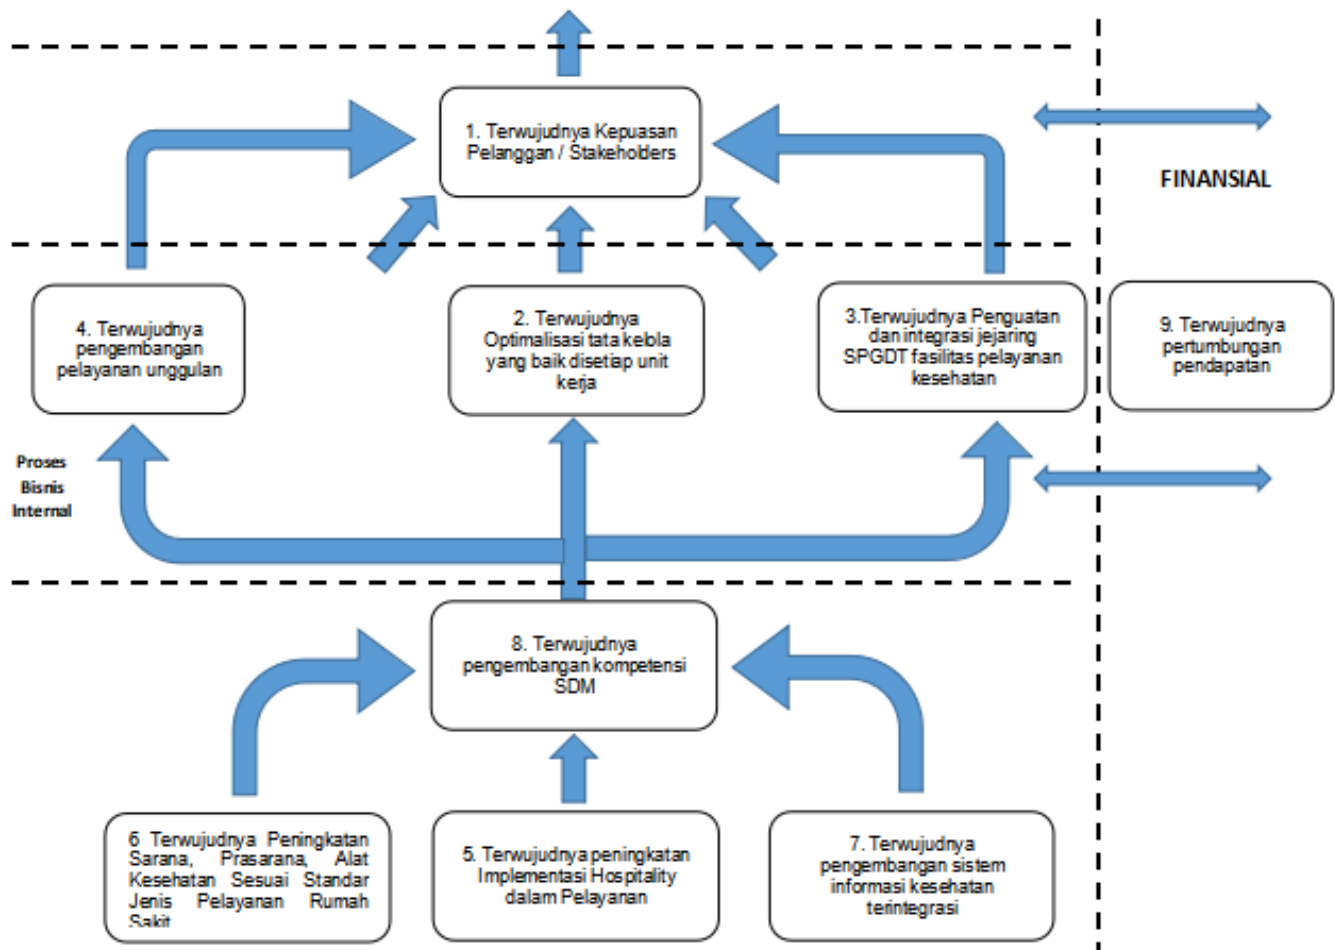 1. Terwujudnya Kepuasan
Pelanggan / Stakeholders
FINANSIAL
4. Terwujudnya
pengembangan
pelayanan unggulan
2. Terwujudnya
Optimalisasi tata kelola
yang baik disetiap unit
kerja
3.Terwujudnya Penguatan
dan integrasi jejaring
SPGDT fasilitas pelayanan
kesehatan
9. Terwujudnya
pertumbungan
pendapatan
Proses
Bisnis
Internal
8. Terwujudnya
pengembangan kompetensi
SDM
6 Terwujudnya Peningkatan
Sarana, Prasarana, Alat
Kesehatan Sesuai Standar
Jenis Pelayanan Rumah
Sakit
5. Terwujudnya peningkatan
Implementasi Hospitality
dalam Pelayanan
7. Terwujudnya
pengembangan sistem
informasi kesehatan
terintegrasi